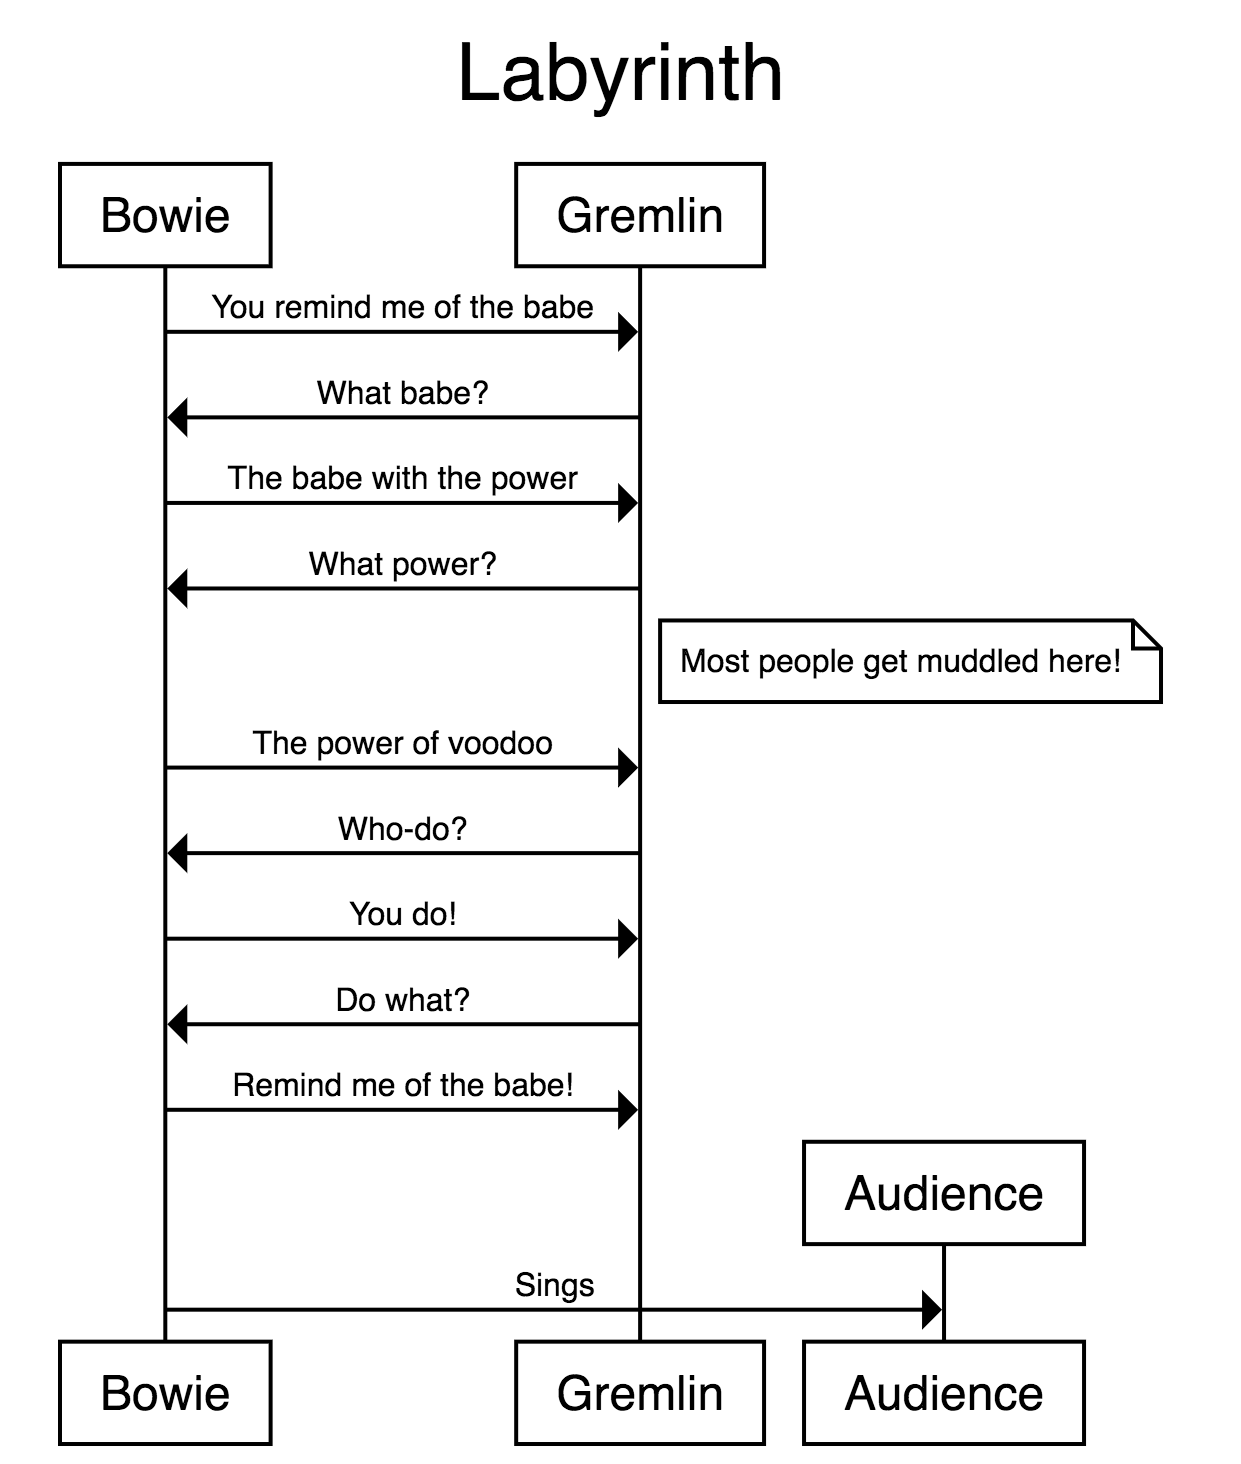 Labyrinth
Bowie
Gremlin
You remind me of the babe
What babe?
The babe with the power
What power?
Most people get muddled here!
The power of voodoo
Who-do?
You do!
Do what?
Remind me of the babe!
Audience
Sings
Bowie
Gremlin
Audience